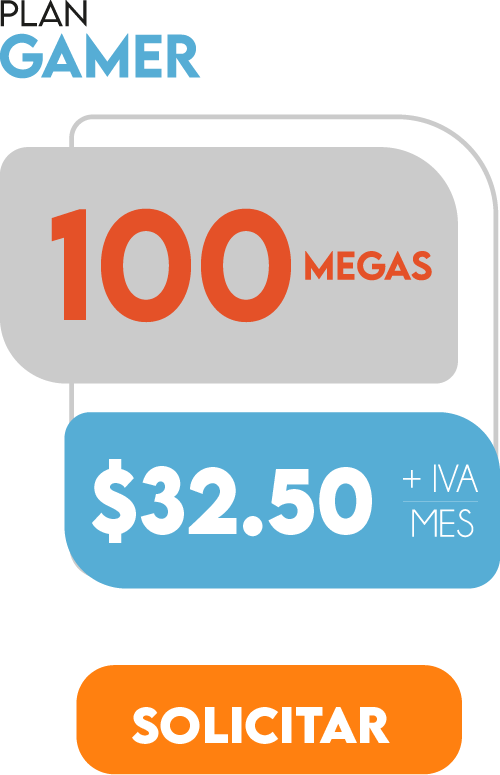 PLAN
GAMER
100 MEGAS
$32.50 + IVA
MES
SOLICITAR